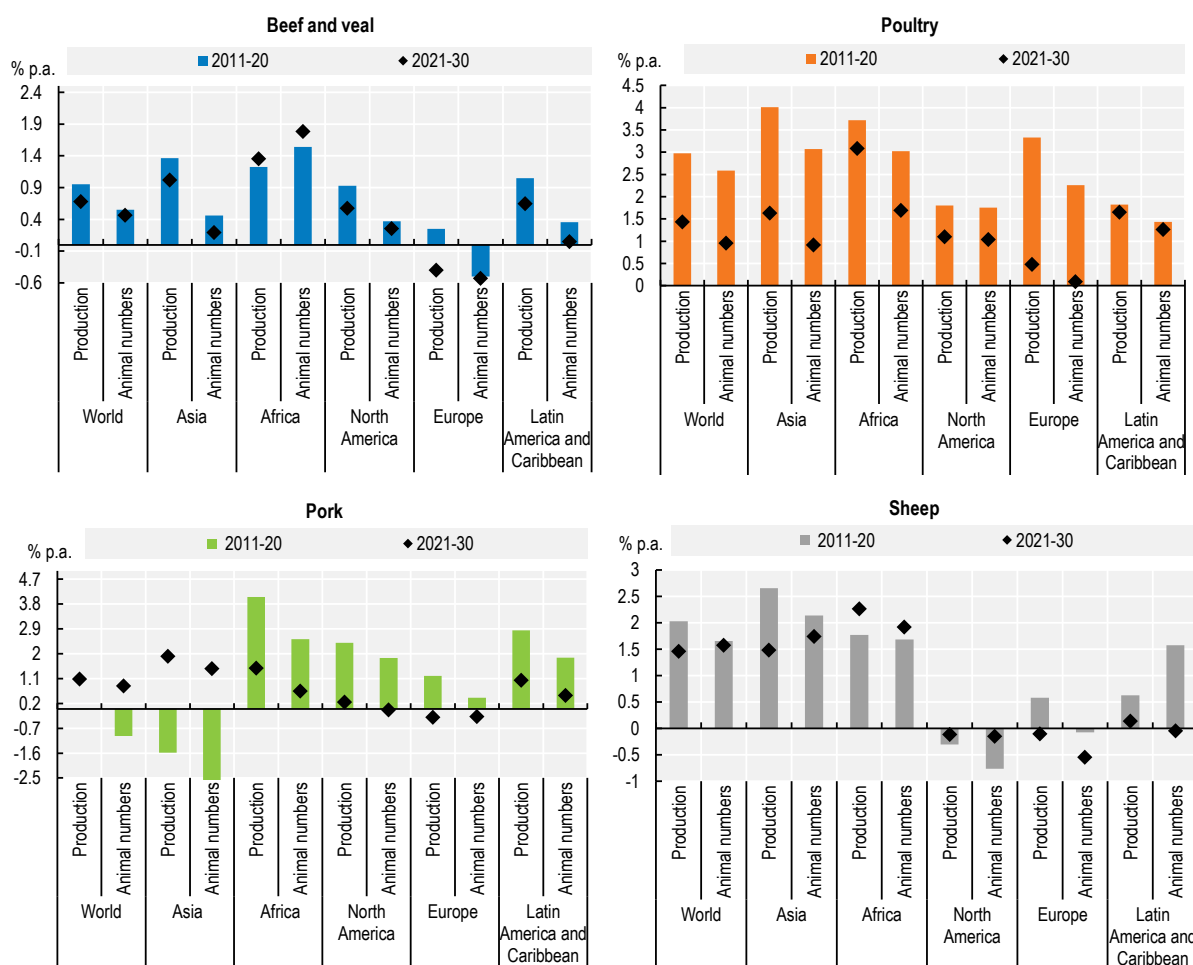 Beef and veal
2011-20
2021-30
% p.a.
2.4
1.9
1.4
0.9
0.4
-0.1
-0.6
Production
Animal numbers
Production
Animal numbers
Production
Animal numbers
Production
Animal numbers
Production
Animal numbers
Production
Animal numbers
World
Asia
Africa
North
America
Europe
Latin
America and
Caribbean
Poultry
2011-20
2021-30
% p.a.
4.5
4
3.5
3
2.5
2
1.5
1
0.5
0
Production
Animal numbers
Production
Animal numbers
Production
Animal numbers
Production
Animal numbers
Production
Animal numbers
Production
Animal numbers
World
Asia
Africa
North
America
Europe
Latin
America and
Caribbean
Pork
2011-20
2021-30
% p.a.
4.7
3.8
2.9
2
1.1
0.2
-0.7
-1.6
-2.5
Production
Animal numbers
Production
Animal numbers
Production
Animal numbers
Production
Animal numbers
Production
Animal numbers
Production
Animal numbers
World
Asia
Africa
North
America
Europe
Latin
America and
Caribbean
Sheep
2011-20
2021-30
% p.a.
3
2.5
2
1.5
1
0.5
0
-0.5
-1
Production
Animal numbers
Production
Animal numbers
Production
Animal numbers
Production
Animal numbers
Production
Animal numbers
Production
Animal numbers
World
Asia
Africa
North
America
Europe
Latin
America and
Caribbean